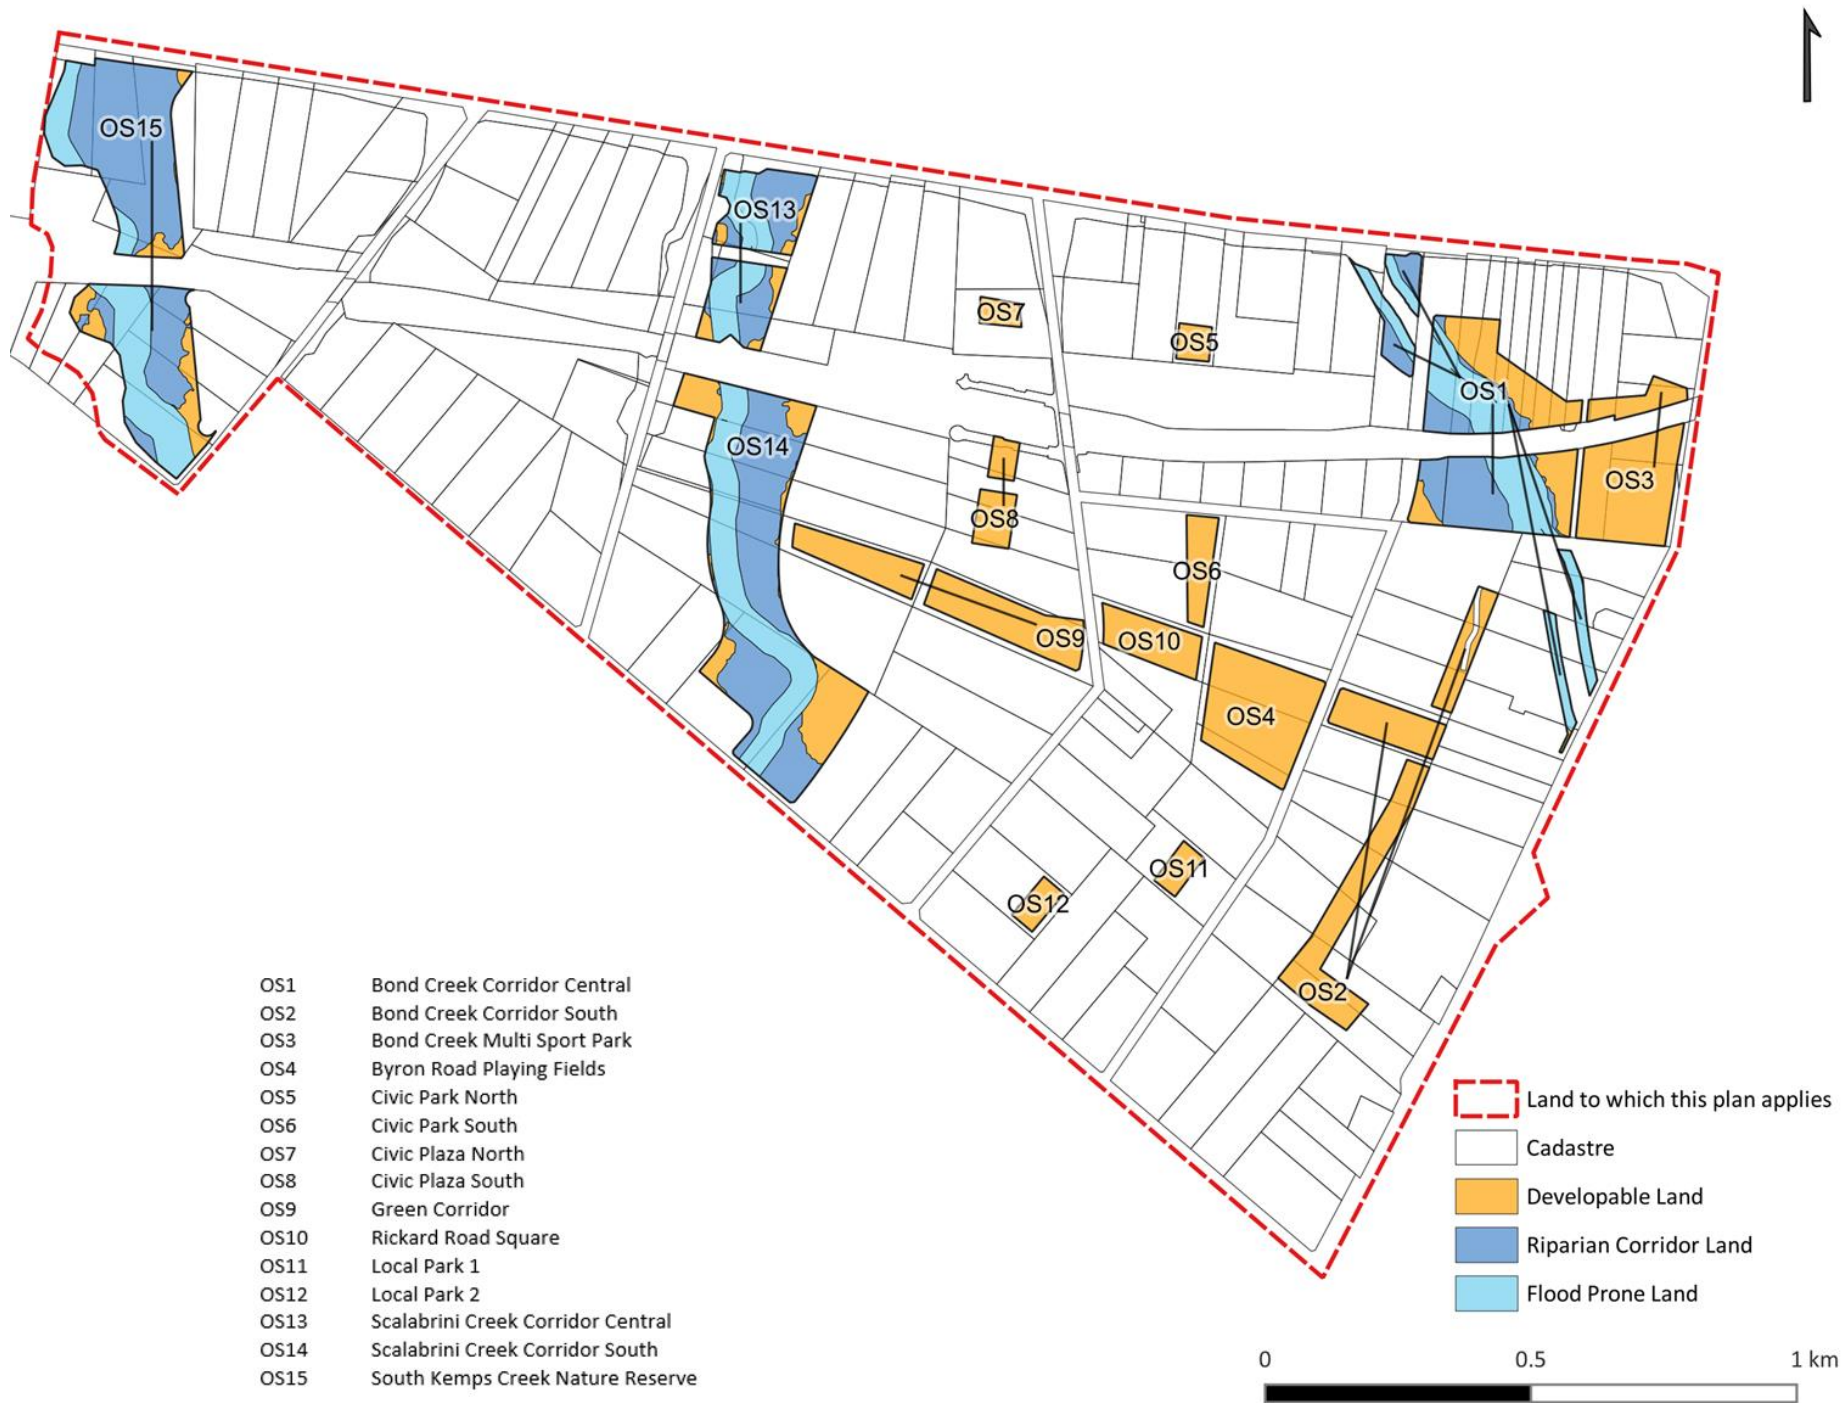 OS15
OS13
OS7
OS5
OS1
OS14
OS3
OS8
OS6
OS9
OS10
OS4
OS11
OS12
OS2
OS1 Bond Creek Corridor Central
OS2 Bond Creek Corridor South
OS3 Bond Creek Multi Sport Park
OS4 Byron Road Playing Fields
OS5 Civic Park North
OS6 Civic Park South
OS7 Civic Plaza North
OS8 Civic Plaza South
OS9 Green Corridor
OS10 Rickard Road Square
OS11 Local Park 1
OS12 Local Park 2
OS13 Scalabrini Creek Corridor Central
OS14 Scalabrini Creek Corridor South
OS15 South Kemps Creek Nature Reserve
Land to which this plan applies
Cadastre
Developable Land
Riparian Corridor Land
Flood Prone Land
0 0.5 1 km